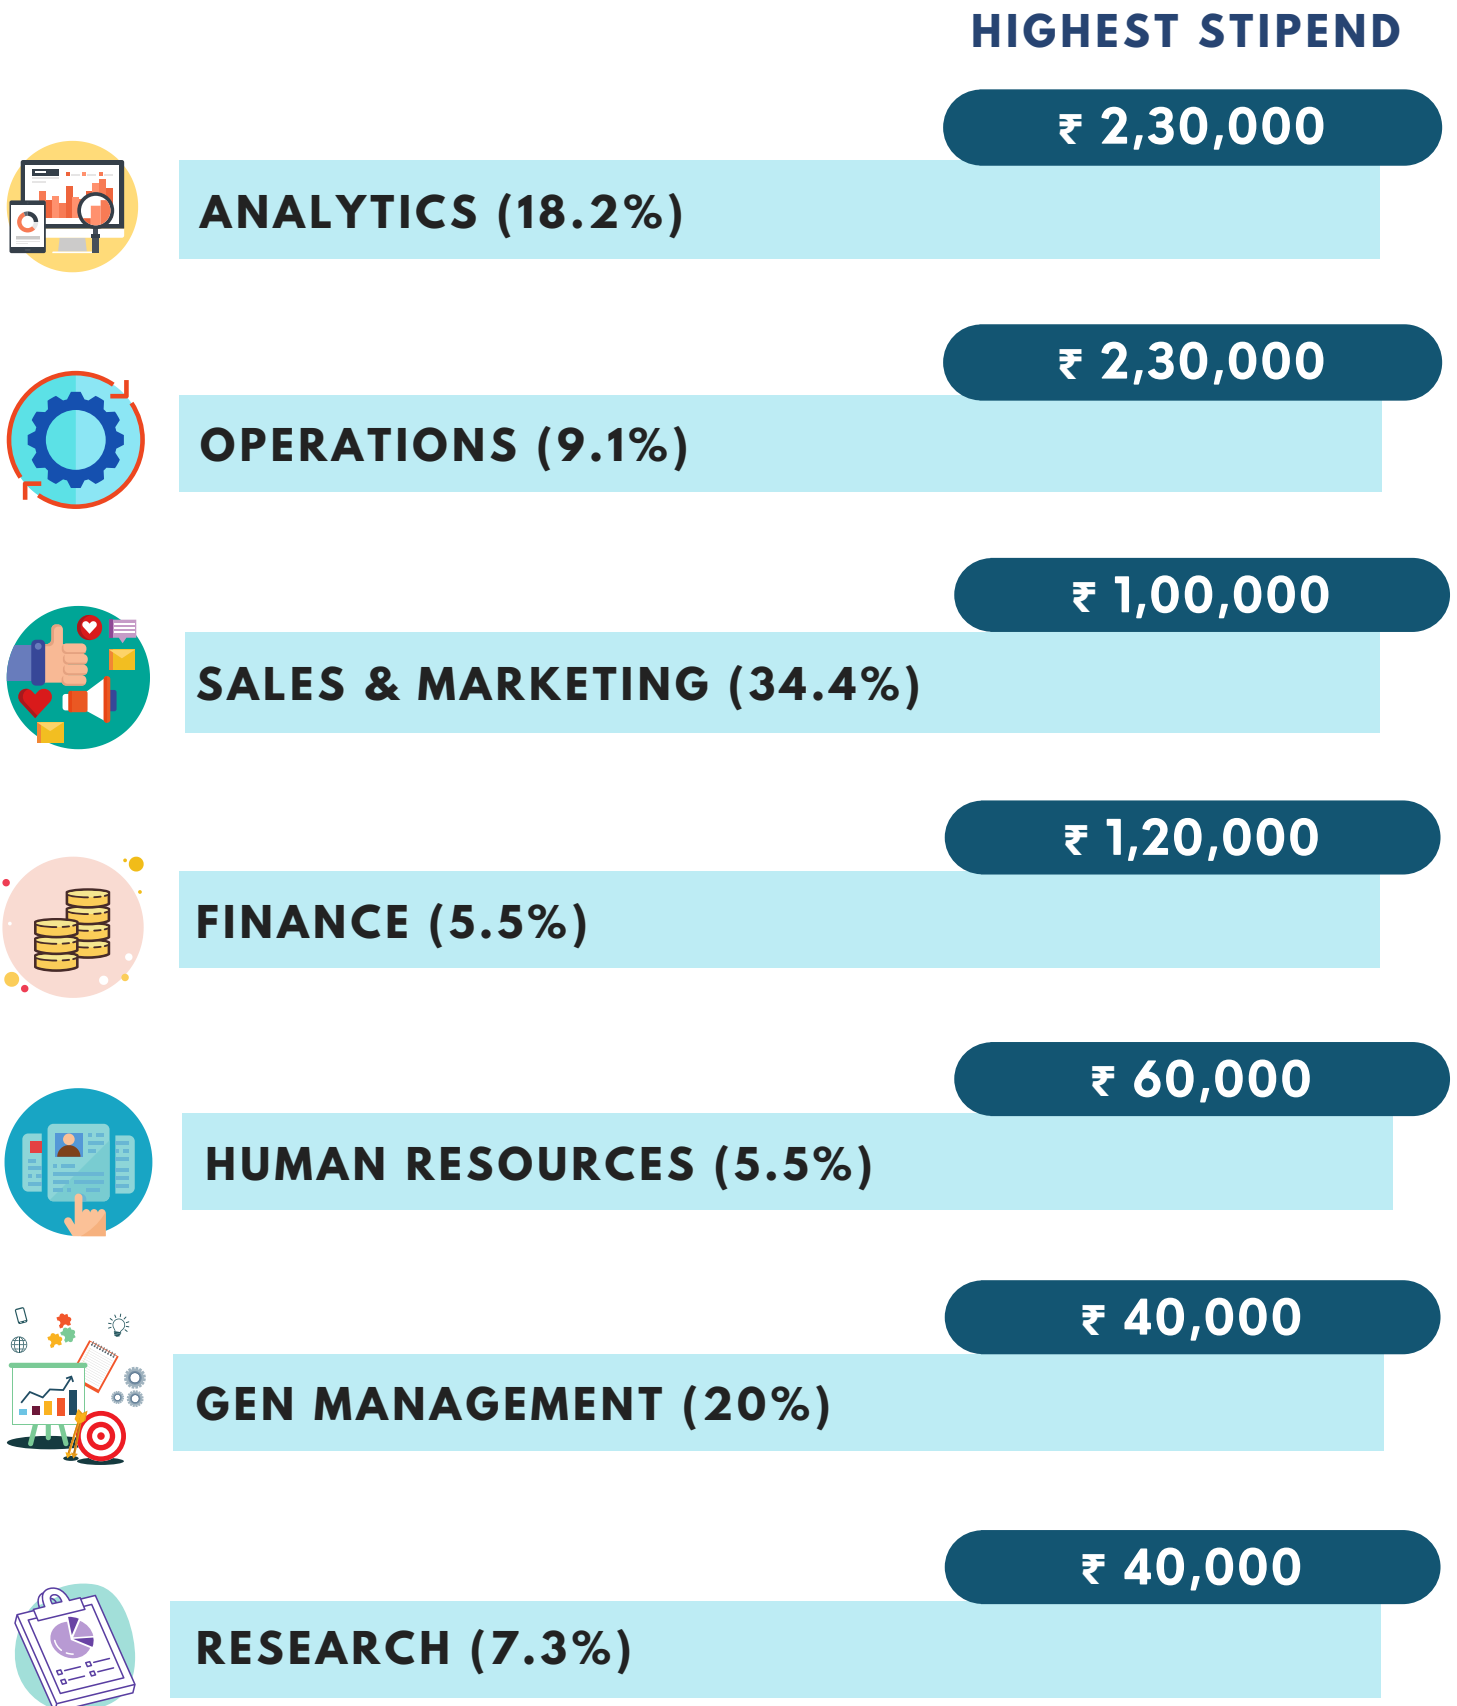 HIGHEST STIPEND
₹ 2,30,000
ANALYTICS (18.2%)
₹ 2,30,000
OPERATIONS (9.1%)
₹ 1,00,000
SALES & MARKETING (34.4%)
₹ 1,20,000
FINANCE (5.5%)
₹ 60,000
HUMAN RESOURCES (5.5%)
₹ 40,000
GEN MANAGEMENT (20%)
₹ 40,000
RESEARCH (7.3%)